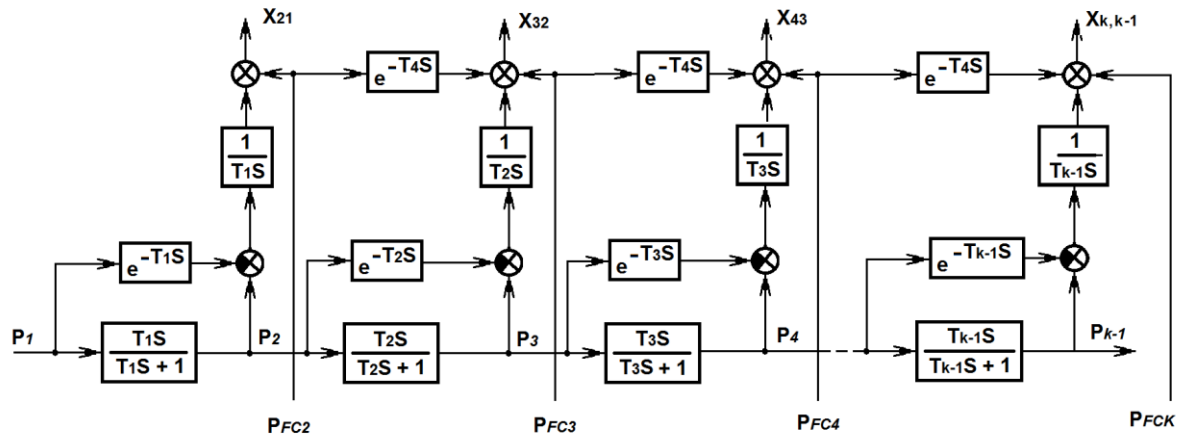 X21 X32 X43 Xk,k-1
e-T4S e-T4S e-T4S
1 1 1 1
T1S T2S T3S Tk-1S
e-T1S e-T2S e-T3S e-Tk-1S
P1 T1S P2 T2S P3 T3S P4 Tk-1S Pk-1
T1S + 1 T2S + 1 T3S + 1 Tk-1S + 1
PFC2 PFC3 PFC4 PFCK